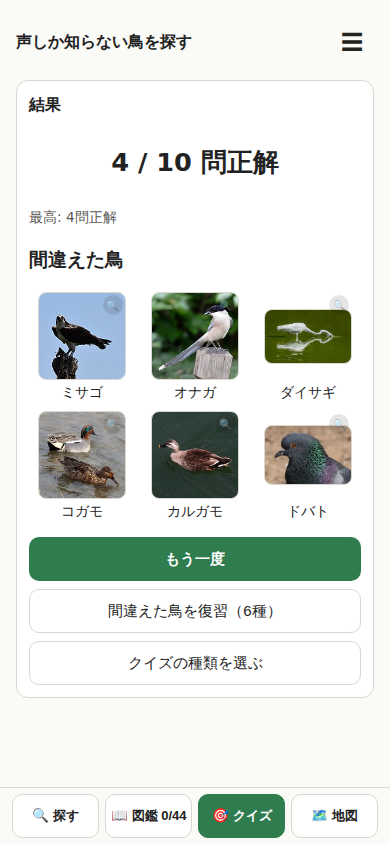 声しか知らない鳥を探す
結果
4 / 10 問正解
最高: 4問正解
間違えた鳥
ミサゴ
オナガ
ダイサギ
コガモ
カルガモ
ドバト
もう一度
間違えた鳥を復習（6種）
クイズの種類を選ぶ
🔍 探す
📖 図鑑 0/44
🎯 クイズ
🗺️ 地図